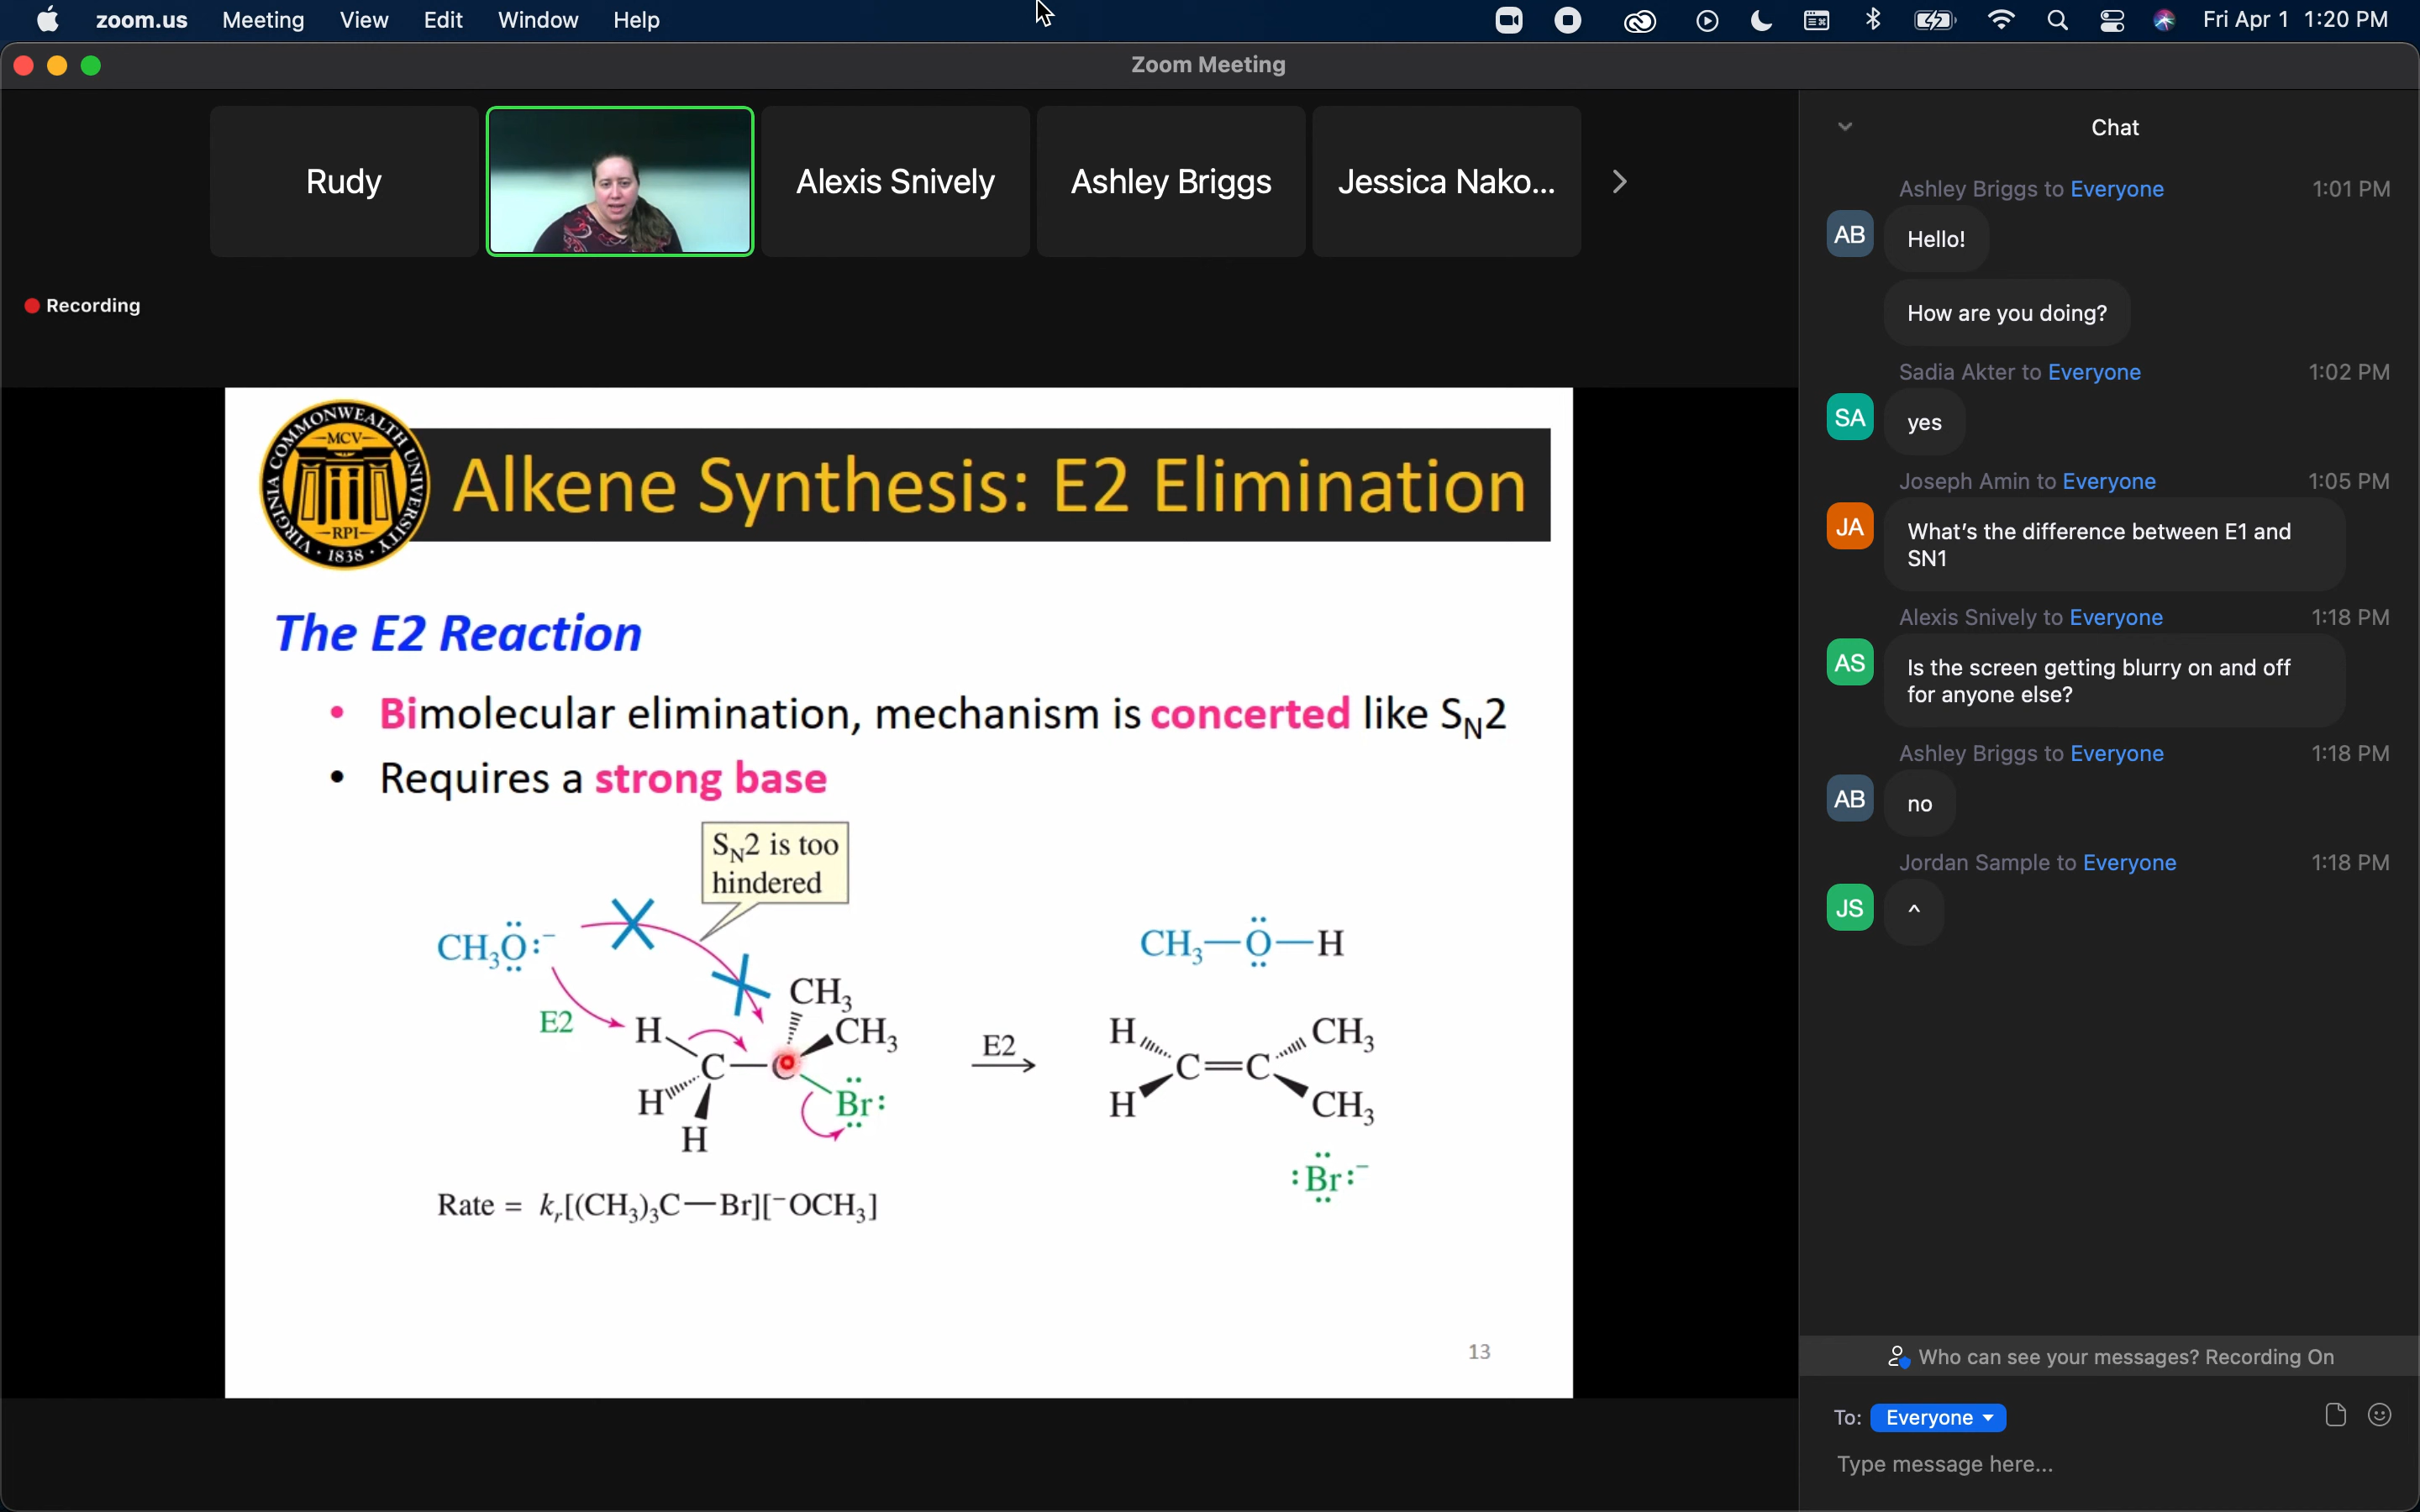 zoom.us Meeting View Edit Window Help Fri Apr 1 1:20 PM
Zoom Meeting
Rudy
Alexis Snively
Ashley Briggs
Jessica Nako...
Recording
VIRGINIA COMMONWEALTH UNIVERSITY
MCV
RPI
1838
Alkene Synthesis: E2 Elimination
The E2 Reaction
• Bimolecular elimination, mechanism is concerted like SN2
• Requires a strong base
SN2 is too
hindered
CH3Ö:⁻
E2
H
CH3
CH3
C—C
H
H
Br:
E2
CH3—Ö—H
H
CH3
C=C
H
CH3
:Br:⁻
Rate = kr[(CH3)3C—Br][⁻OCH3]
13
Chat
Ashley Briggs to Everyone 1:01 PM
AB
Hello!
How are you doing?
Sadia Akter to Everyone 1:02 PM
SA
yes
Joseph Amin to Everyone 1:05 PM
JA
What's the difference between E1 and
SN1
Alexis Snively to Everyone 1:18 PM
AS
Is the screen getting blurry on and off
for anyone else?
Ashley Briggs to Everyone 1:18 PM
AB
no
Jordan Sample to Everyone 1:18 PM
JS
^
Who can see your messages? Recording On
To: Everyone
Type message here...